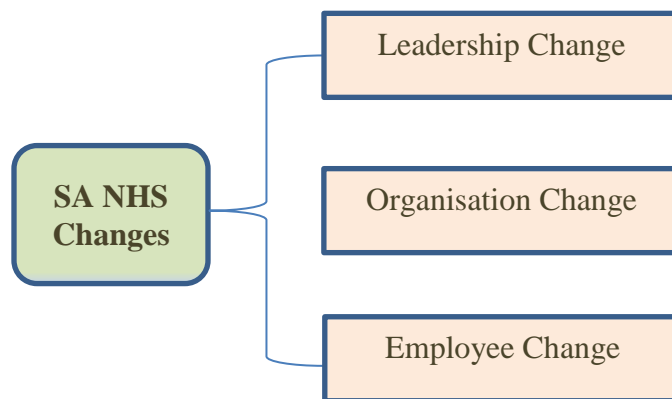 Leadership Change
SA NHS
Changes
Organisation Change
Employee Change